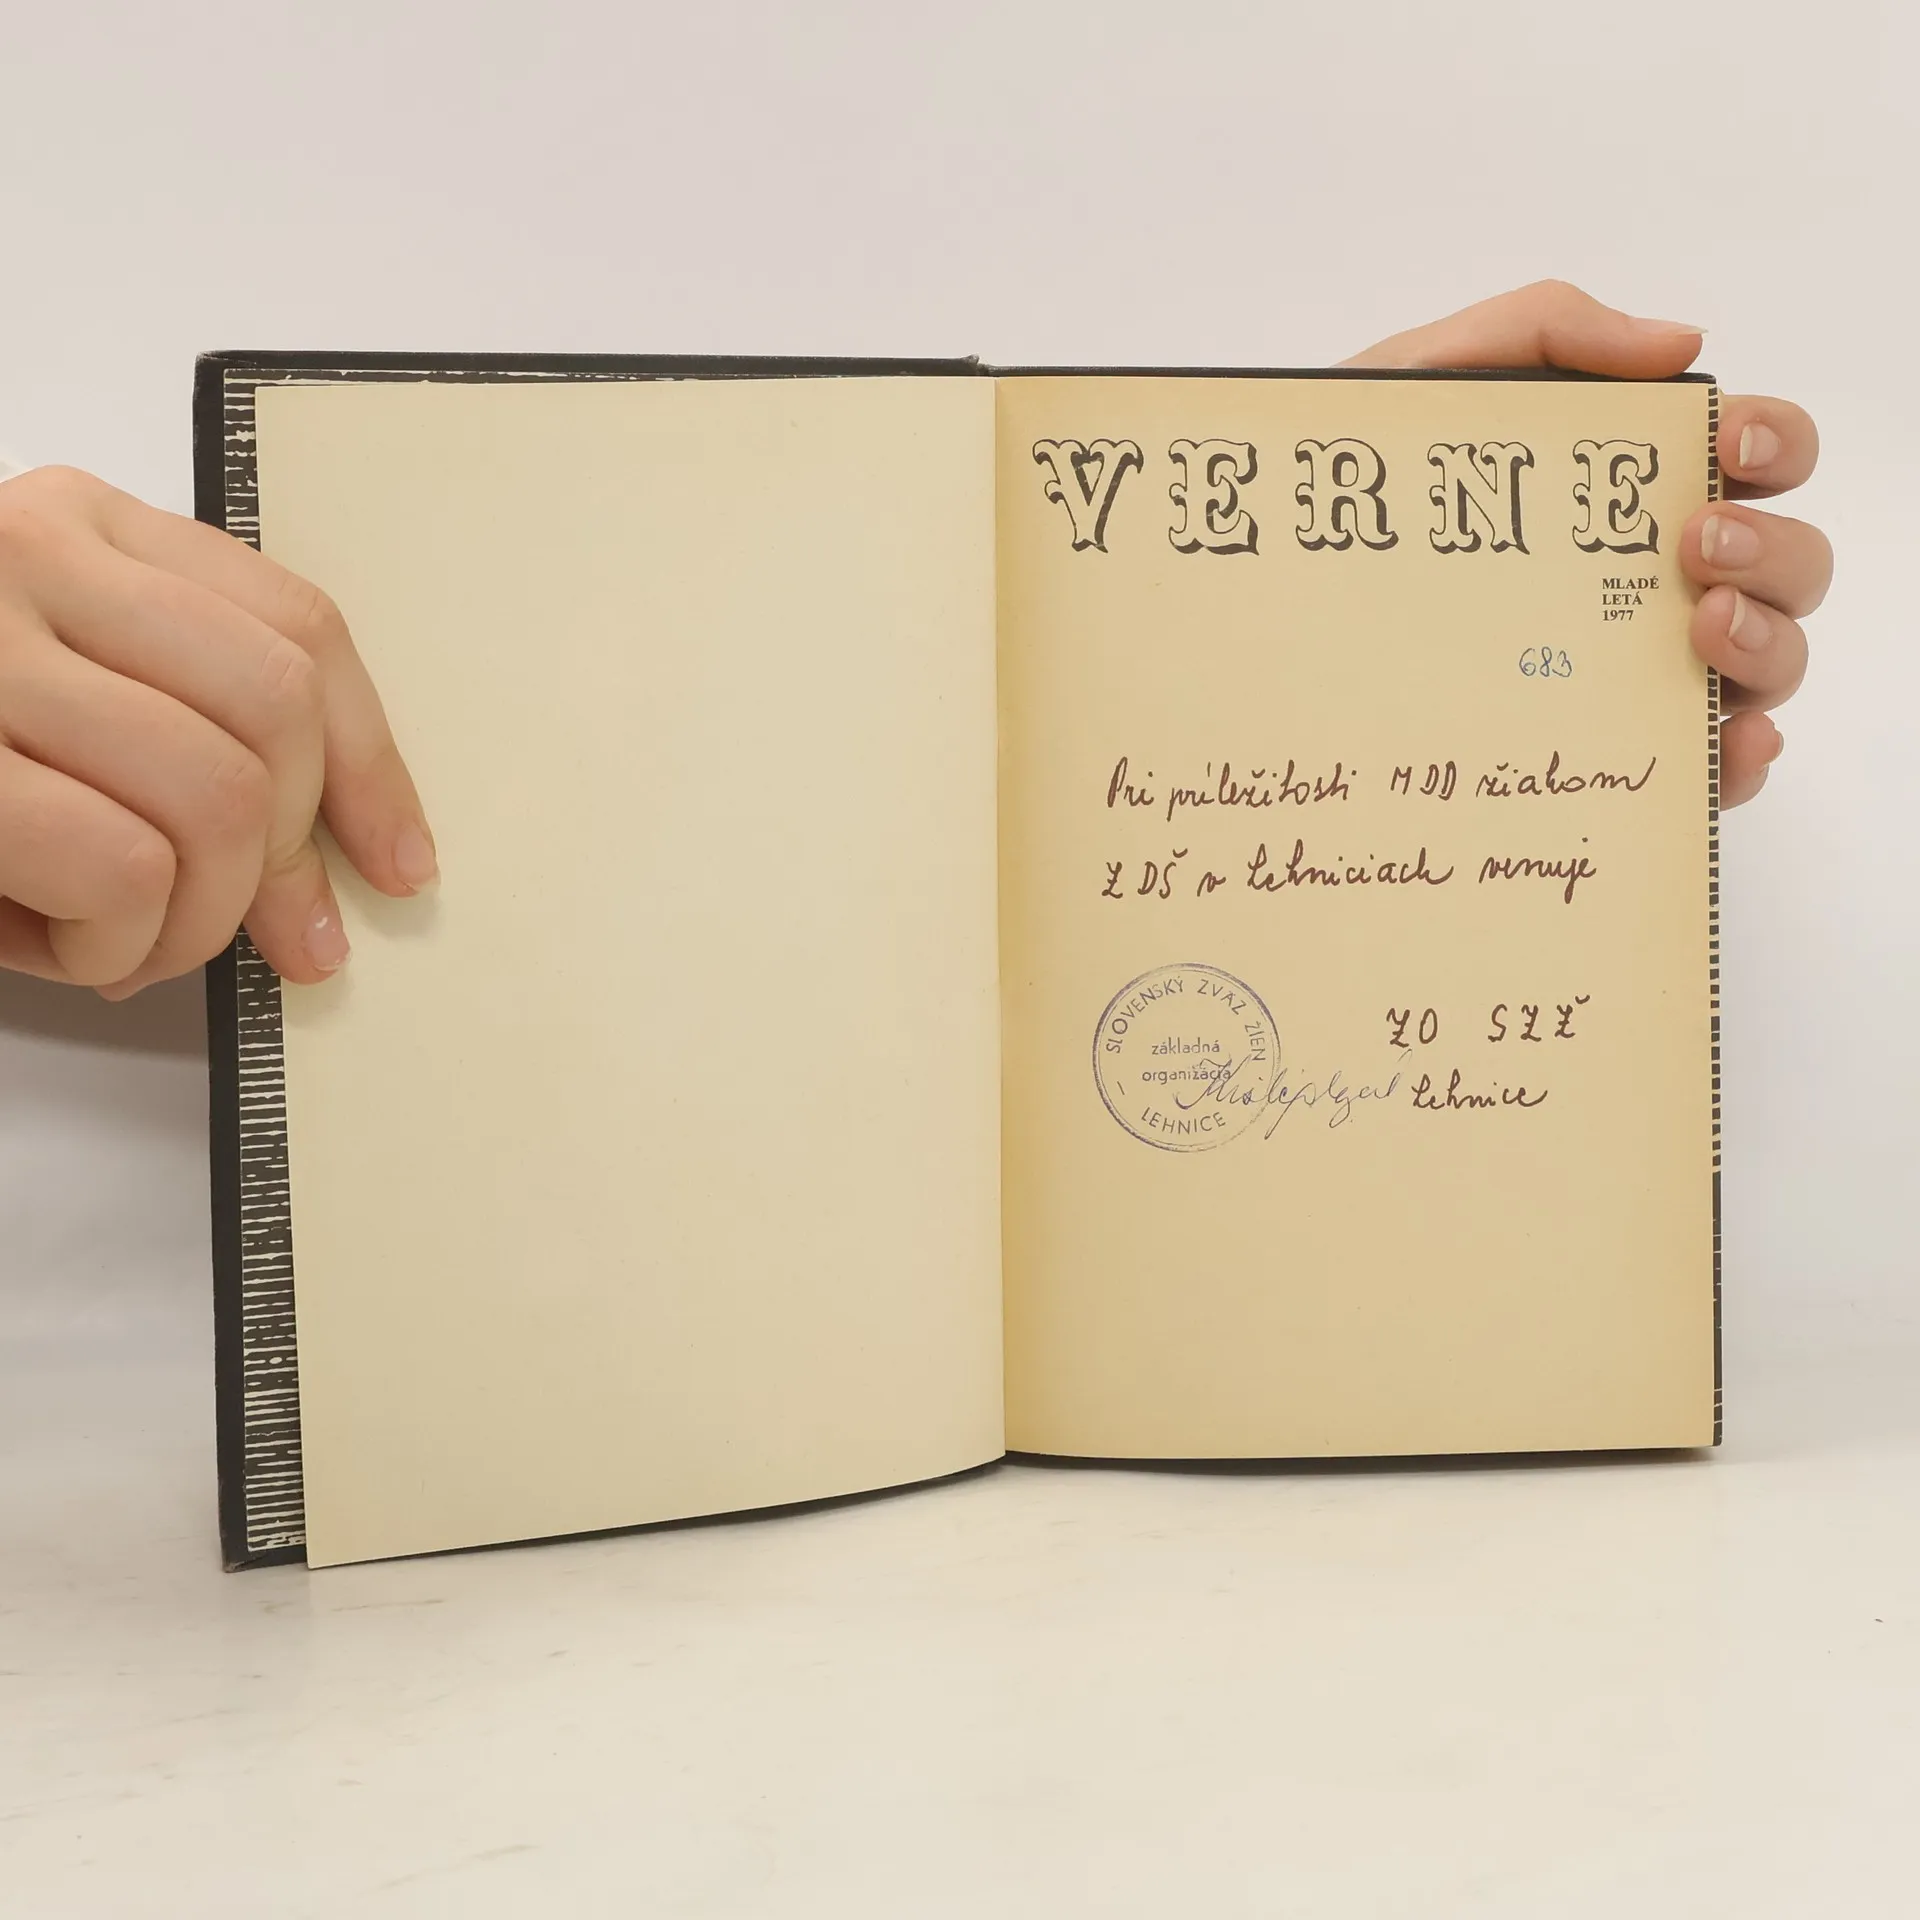 VERNE
MLADÉ
LETÁ
1977
683
Pri príležitosti MDD žiakom
ZDŠ v Lehniciach venuje
SLOVENSKÝ ZVÄZ ŽIEN
základná
organizácia
LEHNICE
ZO SZŽ
Lehnice